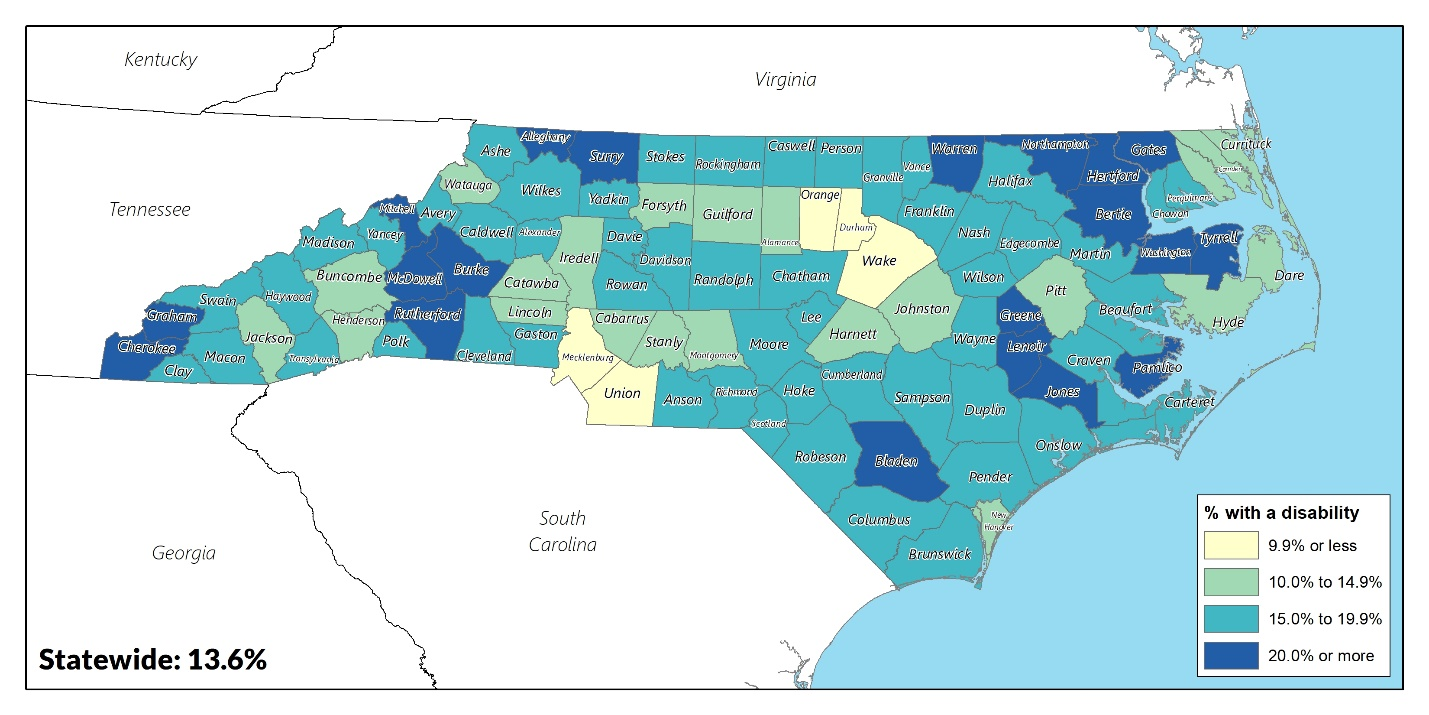 Kentucky
Virginia
Tennessee
Georgia
South
Carolina
Ashe
Alleghany
Surry
Stokes
Rockingham
Caswell
Person
Granville
Vance
Warren
Northampton
Gates
Hertford
Currituck
Camden
Halifax
Watauga
Wilkes
Yadkin
Forsyth
Guilford
Alamance
Orange
Durham
Franklin
Bertie
Perquimans
Chowan
Mitchell
Avery
Yancey
Madison
Caldwell
Alexander
Davie
Davidson
Iredell
Wake
Nash
Edgecombe
Martin
Washington
Tyrrell
Dare
Buncombe
McDowell
Burke
Catawba
Rowan
Randolph
Chatham
Wilson
Pitt
Beaufort
Hyde
Swain
Haywood
Graham
Jackson
Henderson
Rutherford
Lincoln
Cabarrus
Stanly
Montgomery
Moore
Lee
Harnett
Johnston
Greene
Cherokee
Clay
Macon
Transylvania
Polk
Cleveland
Gaston
Mecklenburg
Union
Anson
Richmond
Scotland
Hoke
Cumberland
Sampson
Wayne
Lenoir
Craven
Pamlico
Jones
Carteret
Duplin
Onslow
Robeson
Bladen
Pender
Columbus
Brunswick
New
Hanover
% with a disability
9.9% or less
10.0% to 14.9%
15.0% to 19.9%
20.0% or more
Statewide: 13.6%